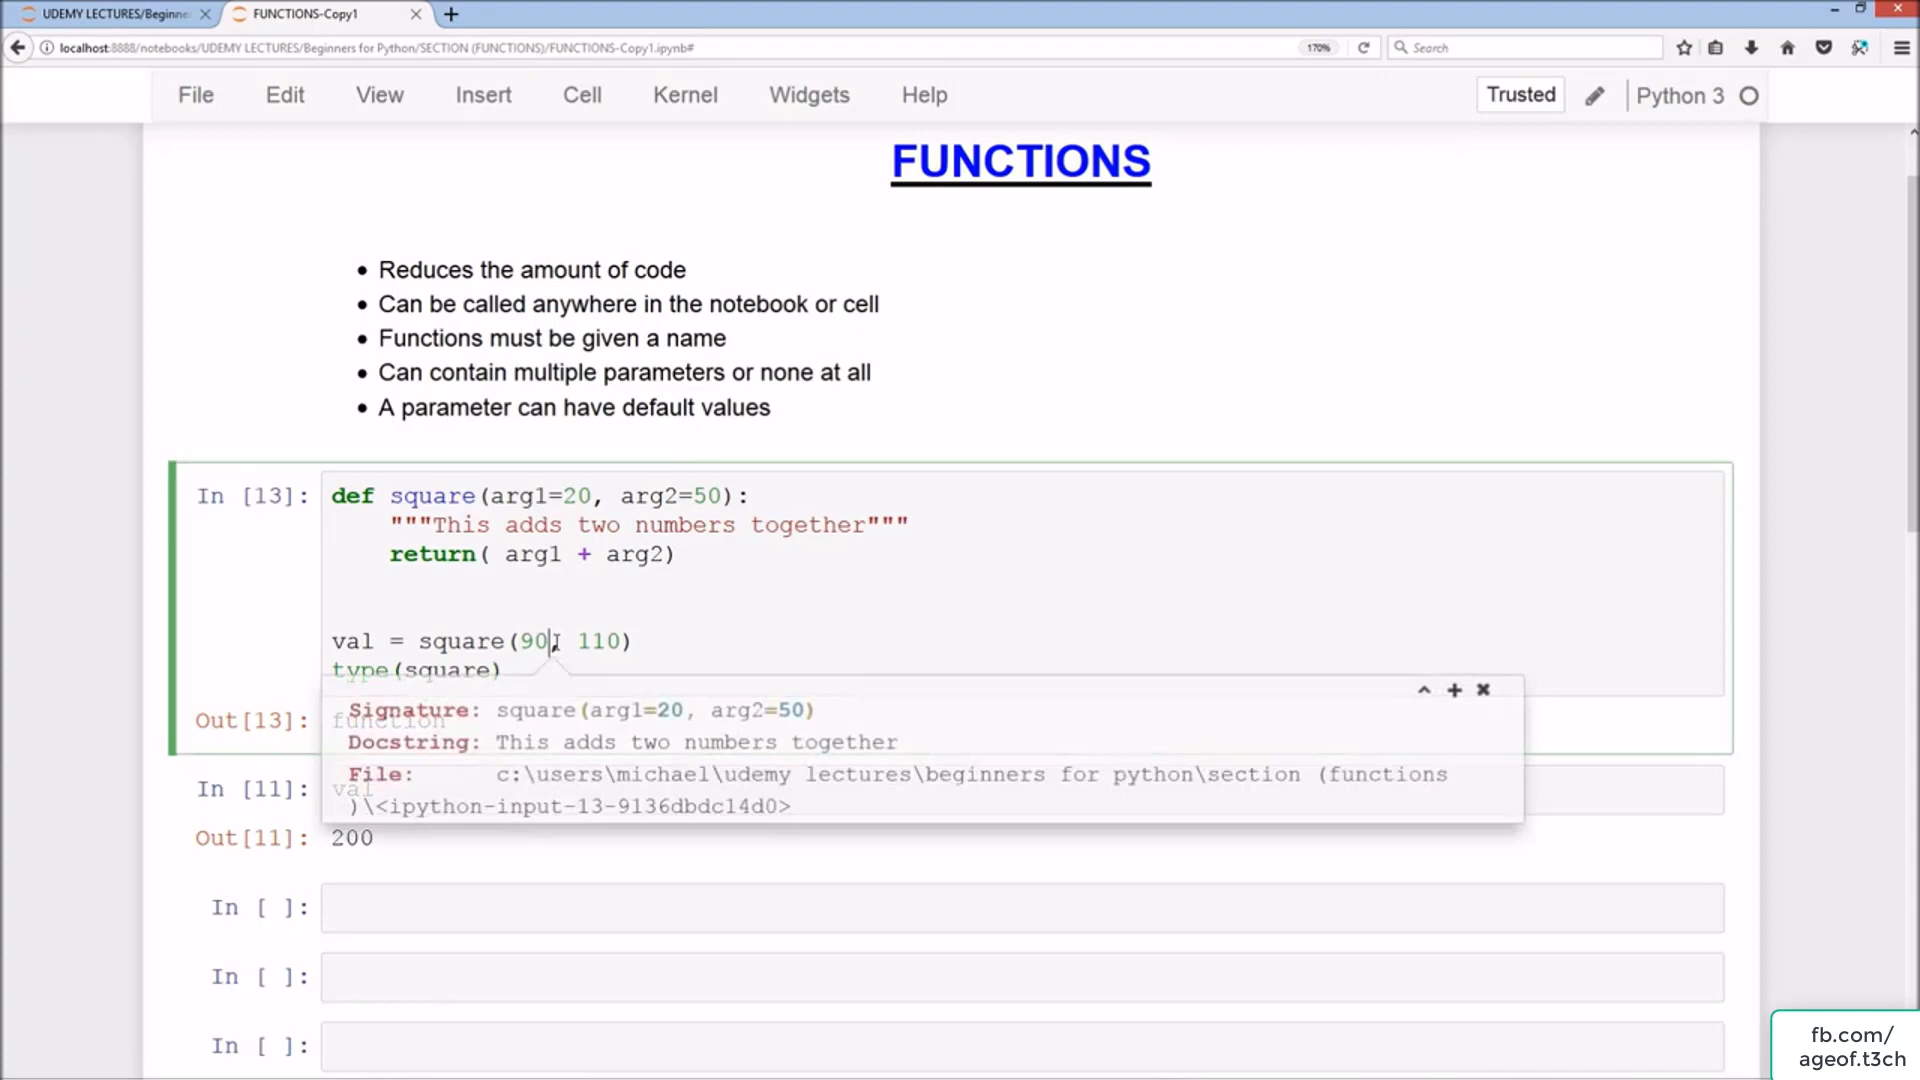 UDEMY LECTURES/Beginne
FUNCTIONS-Copy1
localhost:8888/notebooks/UDEMY LECTURES/Beginners for Python/SECTION (FUNCTIONS)/FUNCTIONS-Copy1.ipynb#
170%
Search
File Edit View Insert Cell Kernel Widgets Help
Trusted
Python 3
FUNCTIONS
Reduces the amount of code
Can be called anywhere in the notebook or cell
Functions must be given a name
Can contain multiple parameters or none at all
A parameter can have default values
In [13]: def square(arg1=20, arg2=50):
"""This adds two numbers together"""
return( arg1 + arg2)
val = square(90, 110)
type(square)
Signature: square(arg1=20, arg2=50)
Out[13]: function
Docstring: This adds two numbers together
File: c:\users\michael\udemy lectures\beginners for python\section (functions
In [11]: val
)\<ipython-input-13-9136dbdc14d0>
Out[11]: 200
In [ ]:
In [ ]:
In [ ]:
fb.com/
ageof.t3ch